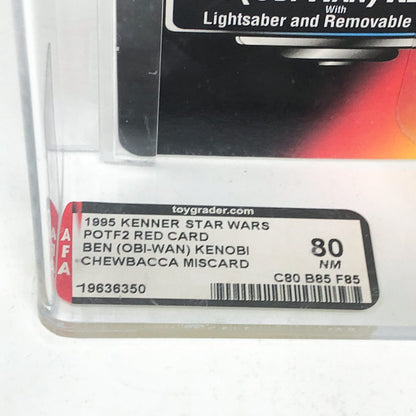 With
Lightsaber and Removable
toygrader.com
AFA
1995 KENNER STAR WARS
POTF2 RED CARD
BEN (OBI-WAN) KENOBI
CHEWBACCA MISCARD
80
NM
C80 B85 F85
19636350